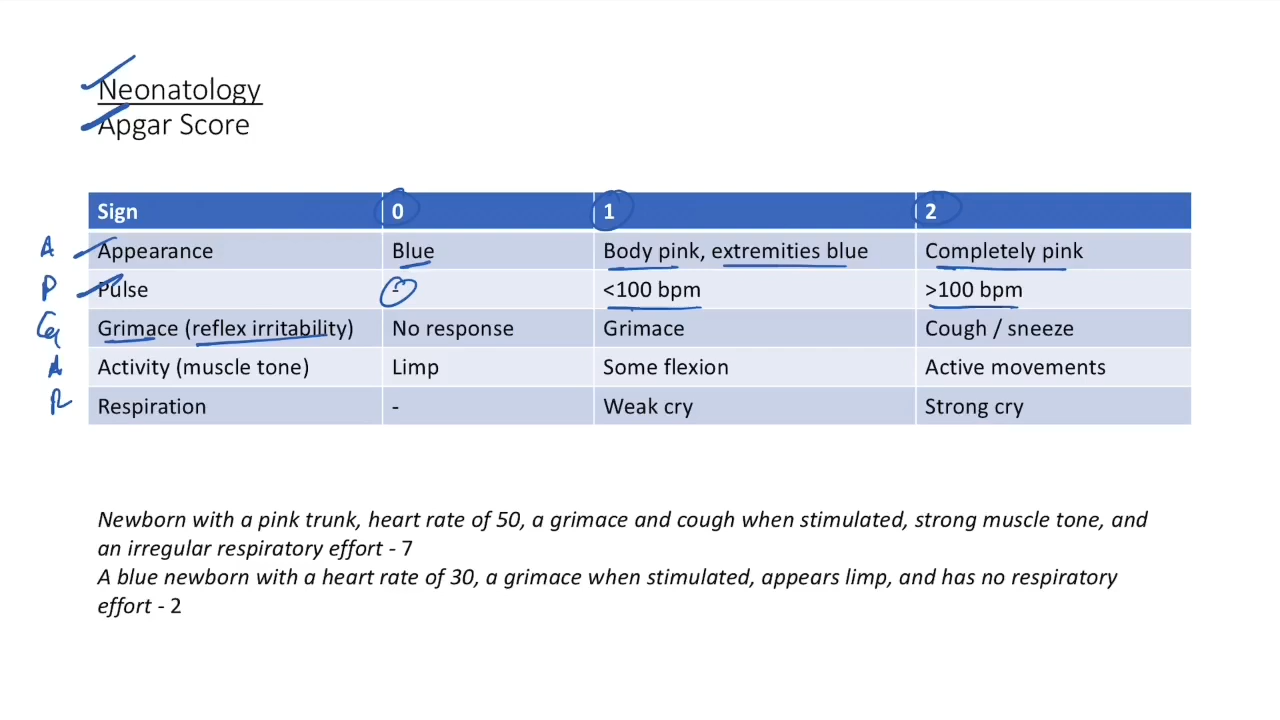 Neonatology
Apgar Score
Sign 0 1 2
A Appearance Blue Body pink, extremities blue Completely pink
P Pulse - <100 bpm >100 bpm
G Grimace (reflex irritability) No response Grimace Cough / sneeze
A Activity (muscle tone) Limp Some flexion Active movements
R Respiration - Weak cry Strong cry
Newborn with a pink trunk, heart rate of 50, a grimace and cough when stimulated, strong muscle tone, and
an irregular respiratory effort - 7
A blue newborn with a heart rate of 30, a grimace when stimulated, appears limp, and has no respiratory
effort - 2